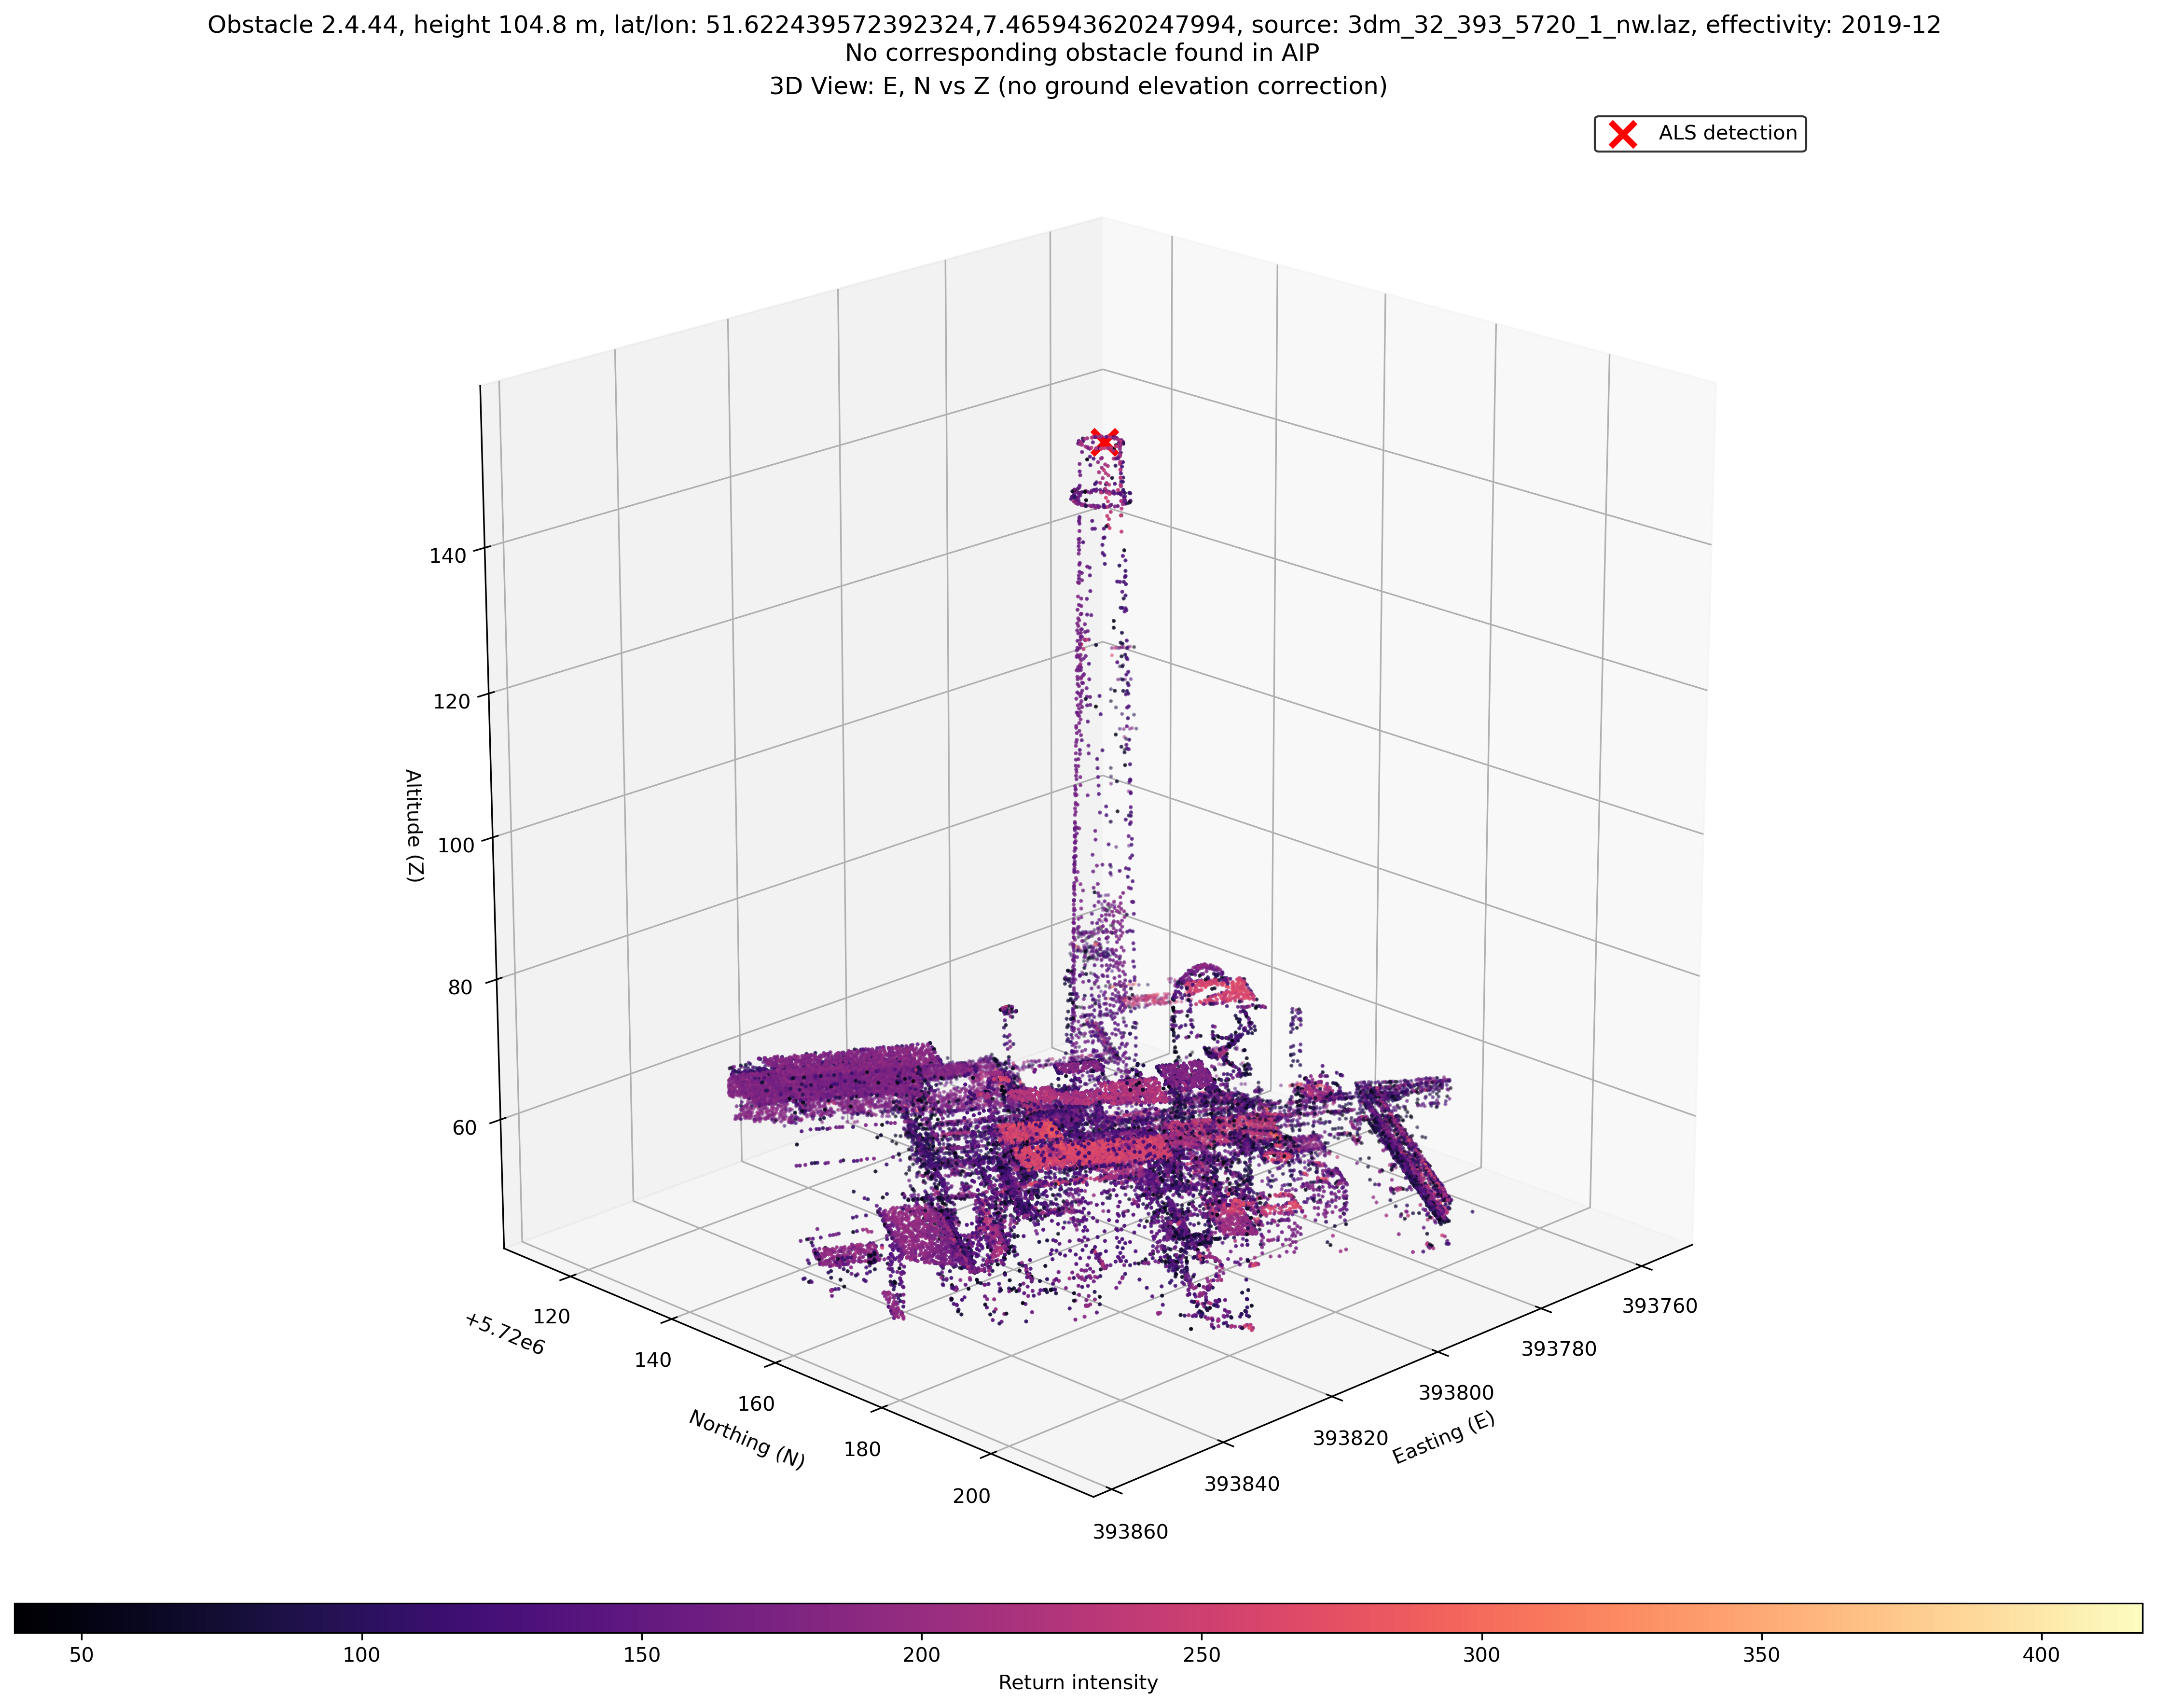 Obstacle 2.4.44, height 104.8 m, lat/lon: 51.622439572392324,7.465943620247994, source: 3dm_32_393_5720_1_nw.laz, effectivity: 2019-12
No corresponding obstacle found in AIP
3D View: E, N vs Z (no ground elevation correction)
ALS detection
140
120
100
80
60
Altitude (Z)
120
140
160
180
200
+5.72e6
Northing (N)
393760
393780
393800
393820
393840
393860
Easting (E)
50
100
150
200
250
300
350
400
Return intensity